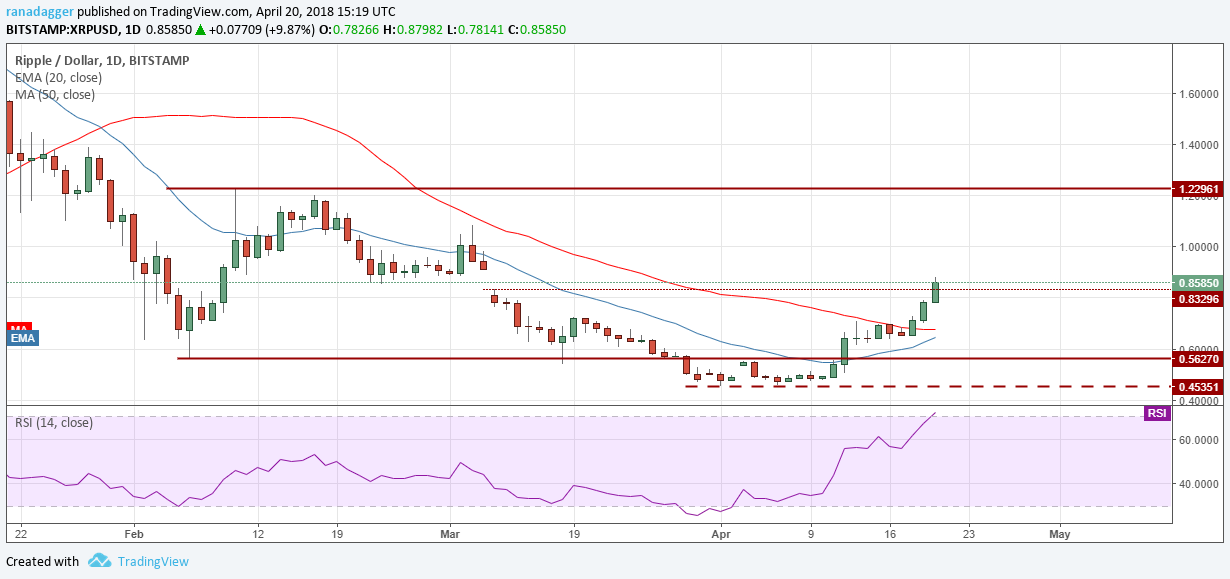 ranadagger published on TradingView.com, April 20, 2018 15:19 UTC
BITSTAMP:XRPUSD, 1D 0.85850 ▲ +0.07709 (+9.87%) O:0.78266 H:0.87982 L:0.78141 C:0.85850
Ripple / Dollar, 1D, BITSTAMP
EMA (20, close)
MA (50, close)
1.60000
1.40000
1.22961
1.20000
1.00000
0.85850
0.83296
MA
EMA
0.60000
0.56270
0.45351
0.40000
RSI (14, close)
RSI
60.0000
40.0000
22 Feb 12 19 Mar 19 Apr 9 16 23 May
Created with TradingView